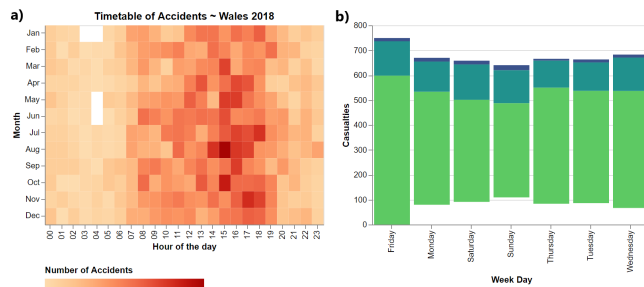 a)
Timetable of Accidents ~ Wales 2018
Month
Jan
Feb
Mar
Apr
May
Jun
Jul
Aug
Sep
Oct
Nov
Dec
00 01 02 03 04 05 06 07 08 09 10 11 12 13 14 15 16 17 18 19 20 21 22 23
Hour of the day
Number of Accidents
b)
Casualties
800
700
600
500
400
300
200
100
0
Friday Monday Saturday Sunday Thursday Tuesday Wednesday
Week Day